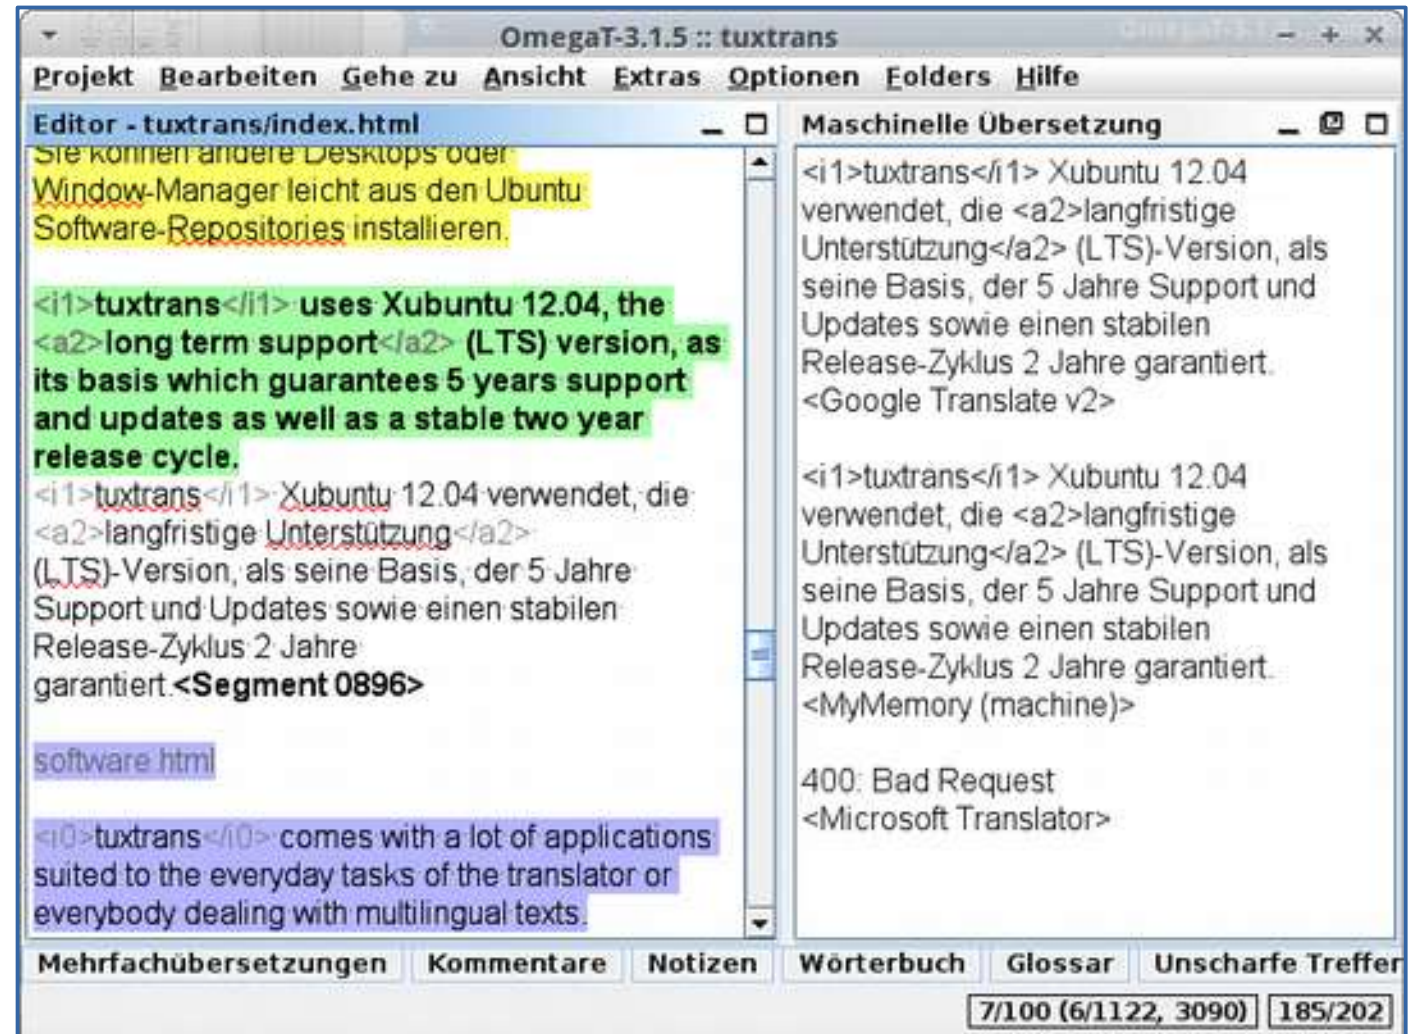 OmegaT-3.1.5 :: tuxtrans
Projekt Bearbeiten Gehe zu Ansicht Extras Optionen Folders Hilfe
Editor - tuxtrans/index.html
Sie können andere Desktops oder
Window-Manager leicht aus den Ubuntu
Software-Repositories installieren.
<i1>tuxtrans</i1> uses Xubuntu 12.04, the
<a2>long term support</a2> (LTS) version, as
its basis which guarantees 5 years support
and updates as well as a stable two year
release cycle.
<i1>tuxtrans</i1> Xubuntu 12.04 verwendet, die
<a2>langfristige Unterstützung</a2>
(LTS)-Version, als seine Basis, der 5 Jahre
Support und Updates sowie einen stabilen
Release-Zyklus 2 Jahre
garantiert.<Segment 0896>
software.html
<i0>tuxtrans</i0> comes with a lot of applications
suited to the everyday tasks of the translator or
everybody dealing with multilingual texts.
Maschinelle Übersetzung
<i1>tuxtrans</i1> Xubuntu 12.04
verwendet, die <a2>langfristige
Unterstützung</a2> (LTS)-Version, als
seine Basis, der 5 Jahre Support und
Updates sowie einen stabilen
Release-Zyklus 2 Jahre garantiert.
<Google Translate v2>
<i1>tuxtrans</i1> Xubuntu 12.04
verwendet, die <a2>langfristige
Unterstützung</a2> (LTS)-Version, als
seine Basis, der 5 Jahre Support und
Updates sowie einen stabilen
Release-Zyklus 2 Jahre garantiert.
<MyMemory (machine)>
400: Bad Request
<Microsoft Translator>
Mehrfachübersetzungen Kommentare Notizen Wörterbuch Glossar Unscharfe Treffer
7/100 (6/1122, 3090) 185/202